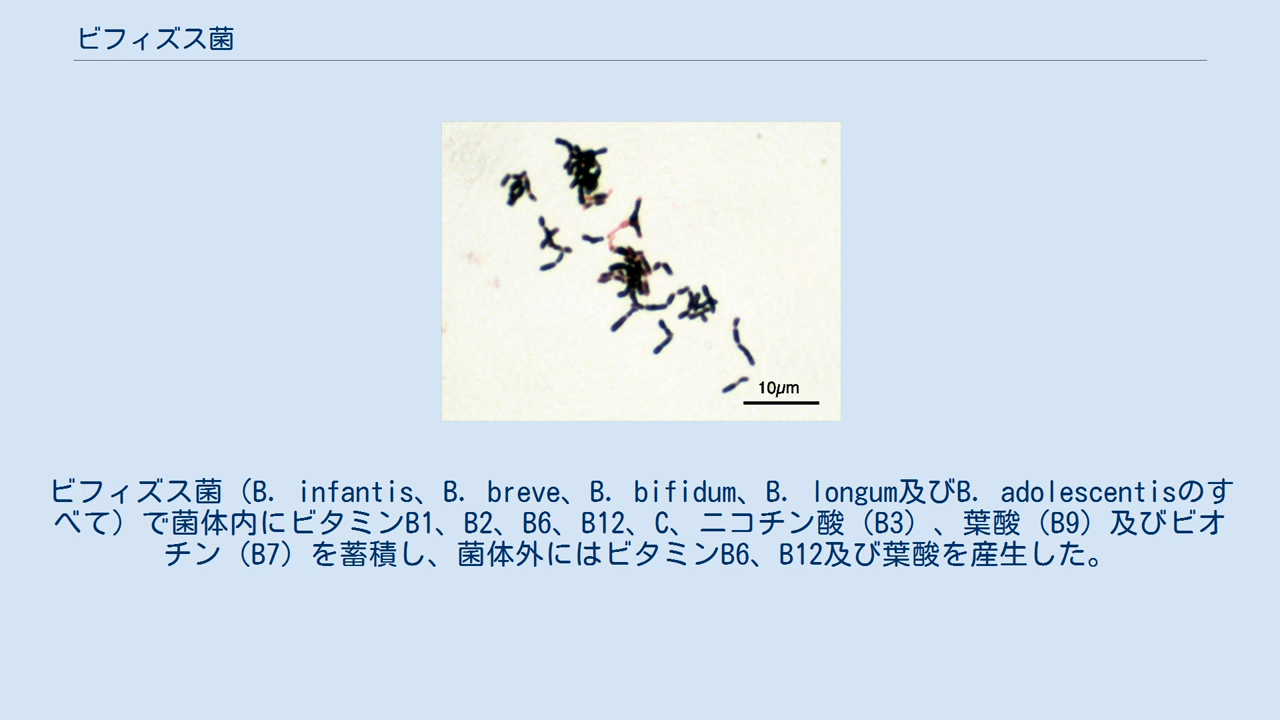 ビフィズス菌
10µm
ビフィズス菌（B. infantis、B. breve、B. bifidum、B. longum及びB. adolescentisのす
べて）で菌体内にビタミンB1、B2、B6、B12、C、ニコチン酸（B3）、葉酸（B9）及びビオ
チン（B7）を蓄積し、菌体外にはビタミンB6、B12及び葉酸を産生した。